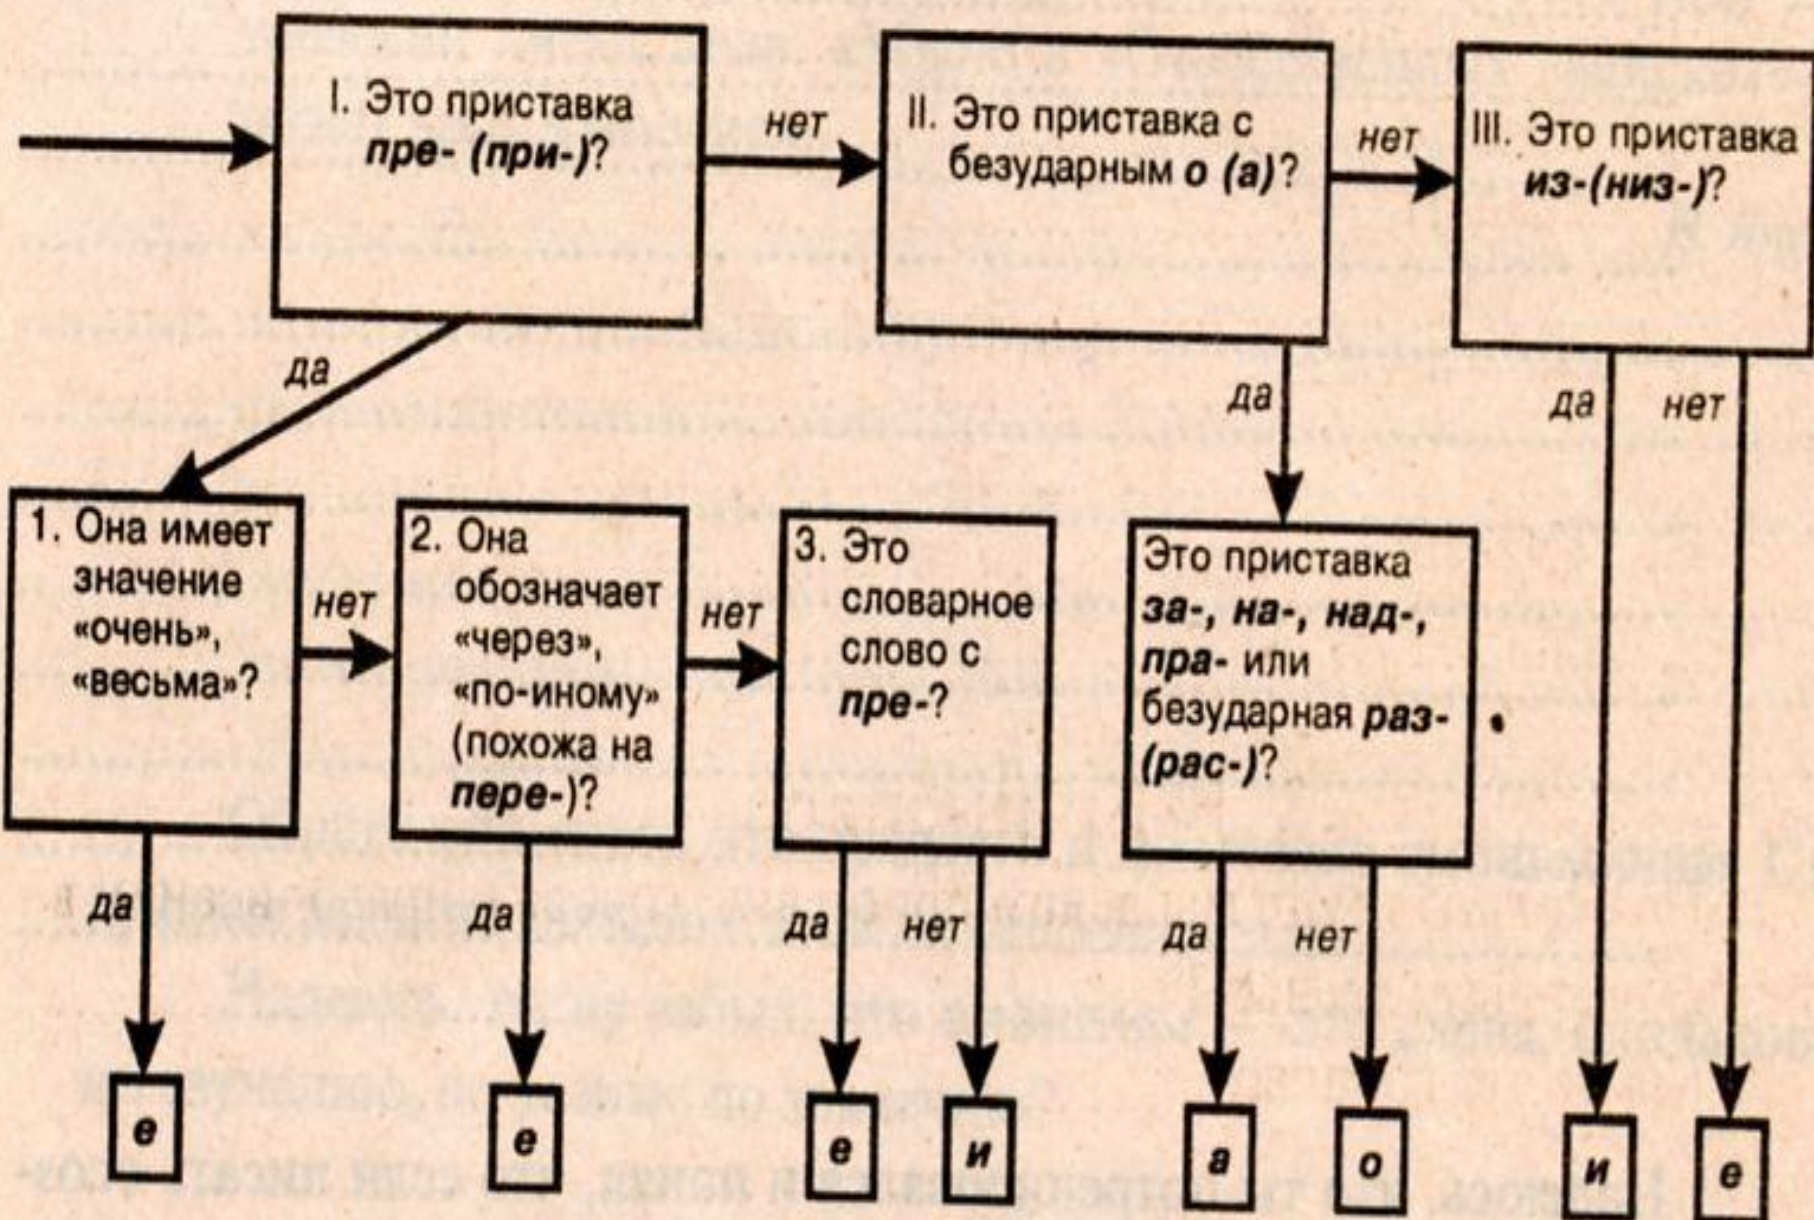 I. Это приставка
пре- (при-)?
нет
II. Это приставка с
безударным о (а)?
нет
III. Это приставка
из-(низ-)?
да
да
да
нет
1. Она имеет
значение
«очень»,
«весьма»?
нет
2. Она
обозначает
«через»,
«по-иному»
(похожа на
пере-)?
нет
3. Это
словарное
слово с
пре-?
Это приставка
за-, на-, над-,
пра- или
безударная раз-
(рас-)?
да
да
да
нет
да
нет
е
е
е
и
а
о
и
е